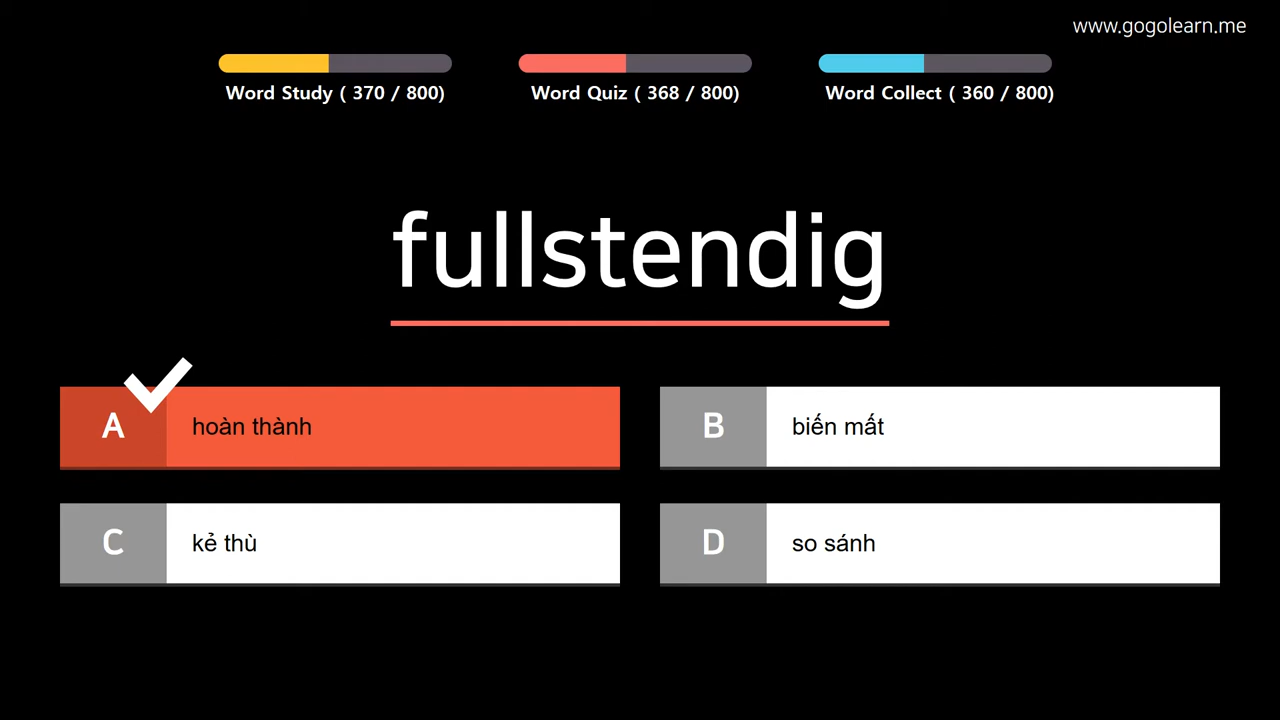 www.gogolearn.me
Word Study ( 370 / 800)
Word Quiz ( 368 / 800)
Word Collect ( 360 / 800)
fullstendig
A hoàn thành
B biến mất
C kẻ thù
D so sánh